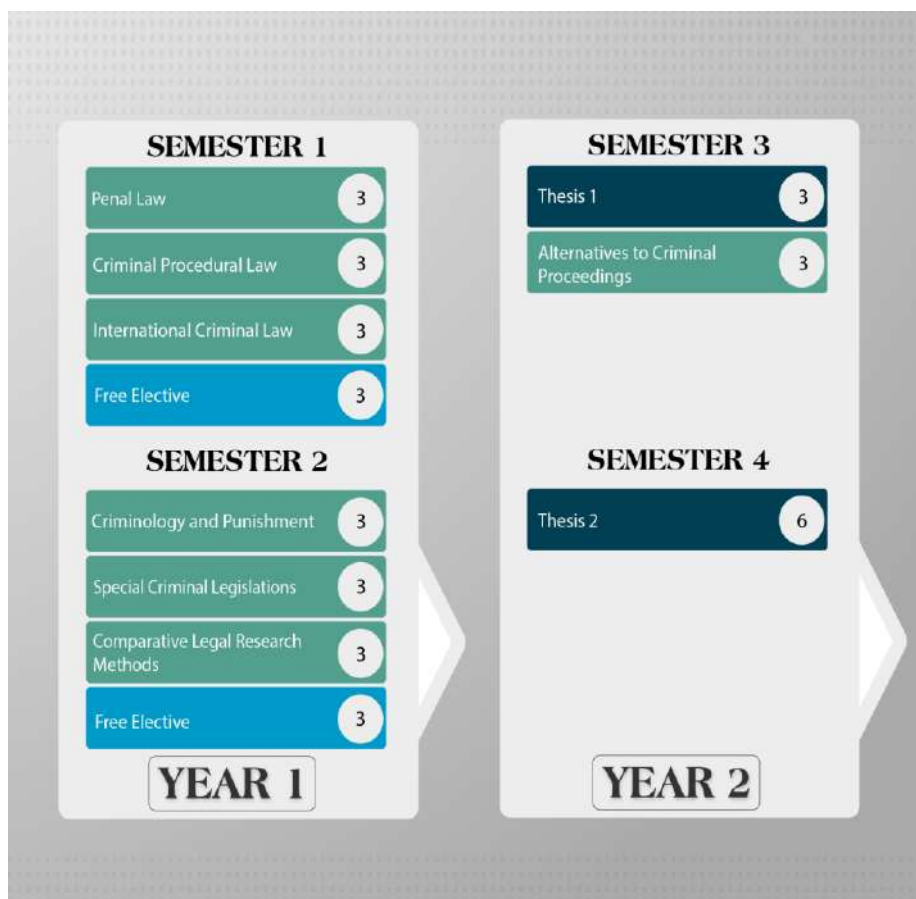 SEMESTER 1
Penal Law 3
Criminal Procedural Law 3
International Criminal Law 3
Free Elective 3
SEMESTER 2
Criminology and Punishment 3
Special Criminal Legislations 3
Comparative Legal Research
Methods 3
Free Elective 3
YEAR 1
SEMESTER 3
Thesis 1 3
Alternatives to Criminal
Proceedings 3
SEMESTER 4
Thesis 2 6
YEAR 2